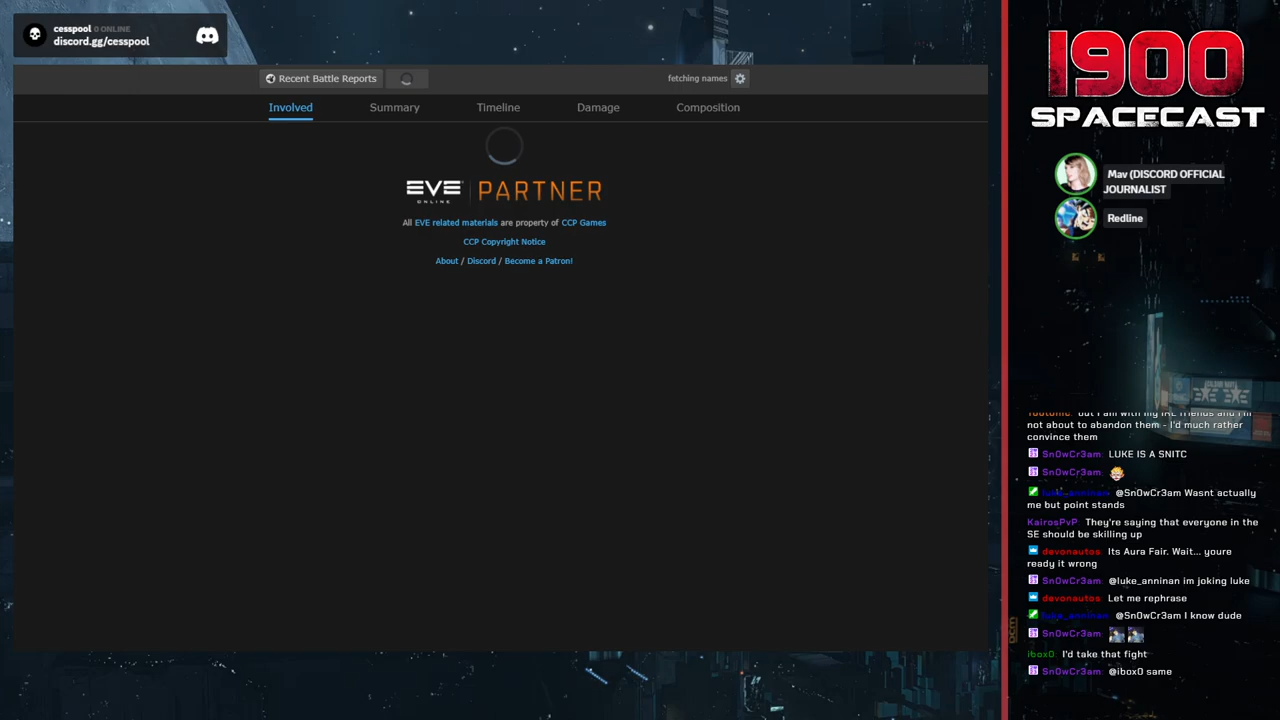 cesspool 0 ONLINE
discord.gg/cesspool
Recent Battle Reports
fetching names
Involved
Summary
Timeline
Damage
Composition
EVE ONLINE | PARTNER
All EVE related materials are property of CCP Games
CCP Copyright Notice
About / Discord / Become a Patron!
1900
SPACECAST
Mav (DISCORD OFFICIAL
JOURNALIST
Redline
but I am with my IRL friends and I'm
not about to abandon them - I'd much rather
convince them
Sn0wCr3am: LUKE IS A SNITC
Sn0wCr3am:
luke_anninan: @Sn0wCr3am Wasnt actually
me but point stands
KairosPvP: They're saying that everyone in the
SE should be skilling up
devonautos: Its Aura Fair. Wait... youre
ready it wrong
Sn0wCr3am: @luke_anninan im joking luke
devonautos: Let me rephrase
luke_anninan: @Sn0wCr3am I know dude
Sn0wCr3am:
ibox0: I'd take that fight
Sn0wCr3am: @ibox0 same